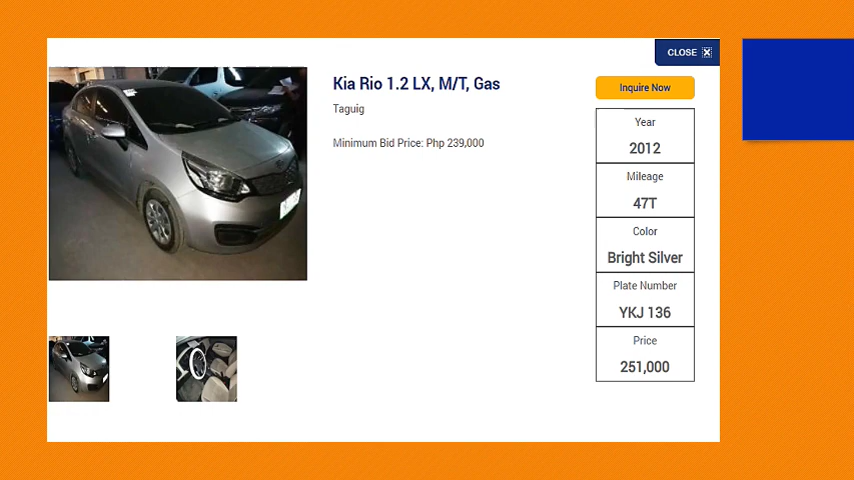 CLOSE
Kia Rio 1.2 LX, M/T, Gas
Taguig
Minimum Bid Price: Php 239,000
Inquire Now
Year
2012
Mileage
47T
Color
Bright Silver
Plate Number
YKJ 136
Price
251,000